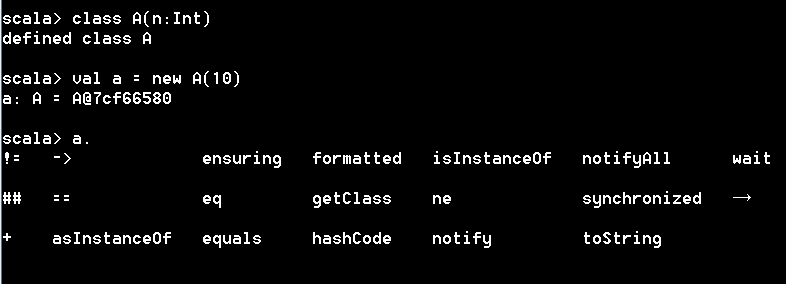 scala> class A(n:Int)
defined class A
scala> val a = new A(10)
a: A = A@7cf66580
scala> a.
!= -> ensuring formatted isInstanceOf notifyAll wait
## == eq getClass ne synchronized →
+ asInstanceOf equals hashCode notify toString